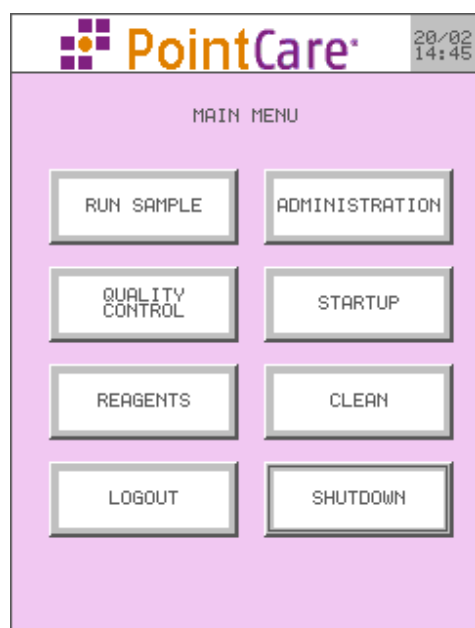 PointCare
20/02
14:45
MAIN MENU
RUN SAMPLE
ADMINISTRATION
QUALITY
CONTROL
STARTUP
REAGENTS
CLEAN
LOGOUT
SHUTDOWN